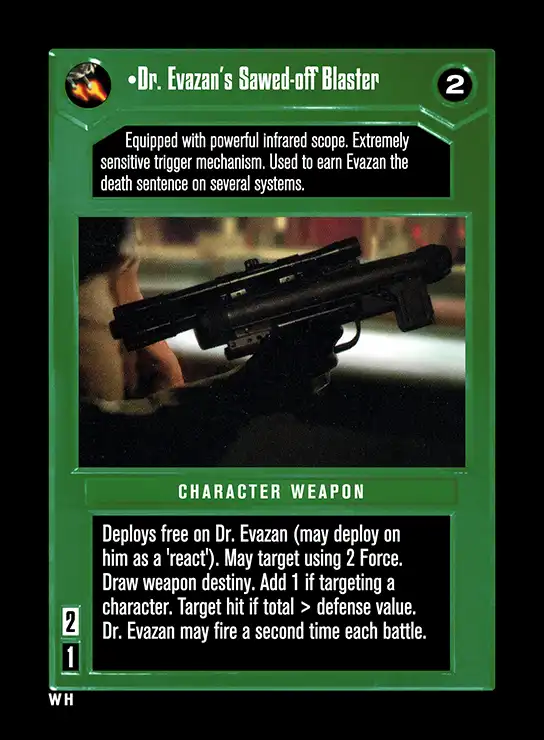 •Dr. Evazan's Sawed-off Blaster
2
Equipped with powerful infrared scope. Extremely
sensitive trigger mechanism. Used to earn Evazan the
death sentence on several systems.
CHARACTER WEAPON
Deploys free on Dr. Evazan (may deploy on
him as a 'react'). May target using 2 Force.
Draw weapon destiny. Add 1 if targeting a
character. Target hit if total > defense value.
Dr. Evazan may fire a second time each battle.
2
1
WH